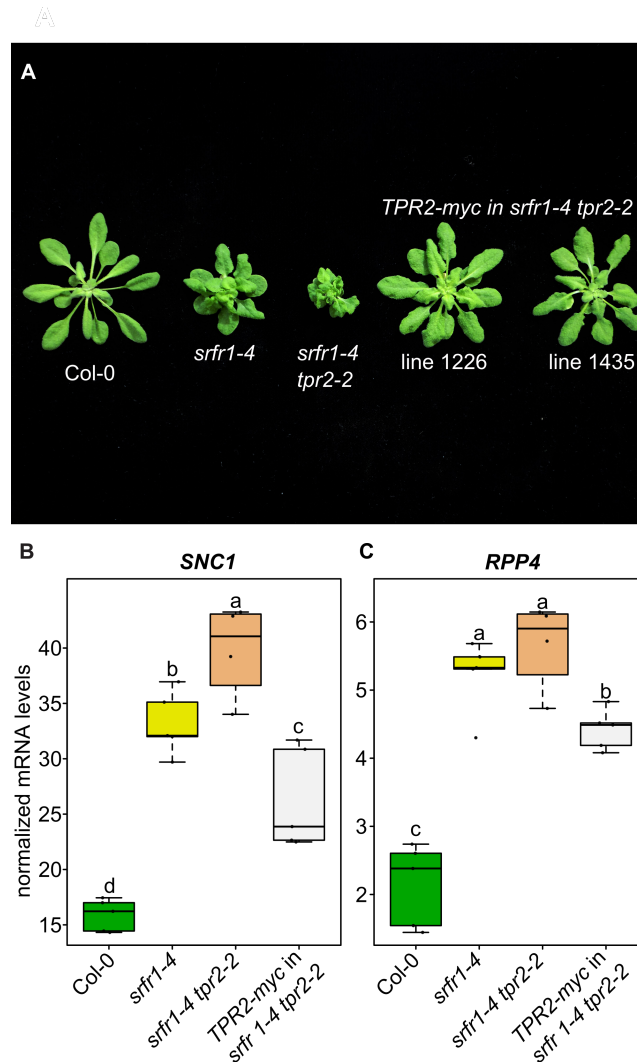 A
A
TPR2-myc in srfr1-4 tpr2-2
Col-0
srfr1-4
srfr1-4
tpr2-2
line 1226
line 1435
B
SNC1
normalized mRNA levels
40
35
32
25
20
15
d
b
a
c
Col-0
srfr1-4
srfr1-4 tpr2-2
TPR2-myc in
srfr 1-4 tpr2-2
C
RPP4
6
5
4
3
2
c
a
a
b
Col-0
srfr1-4
srfr1-4 tpr2-2
TPR2-myc in
srfr 1-4 tpr2-2